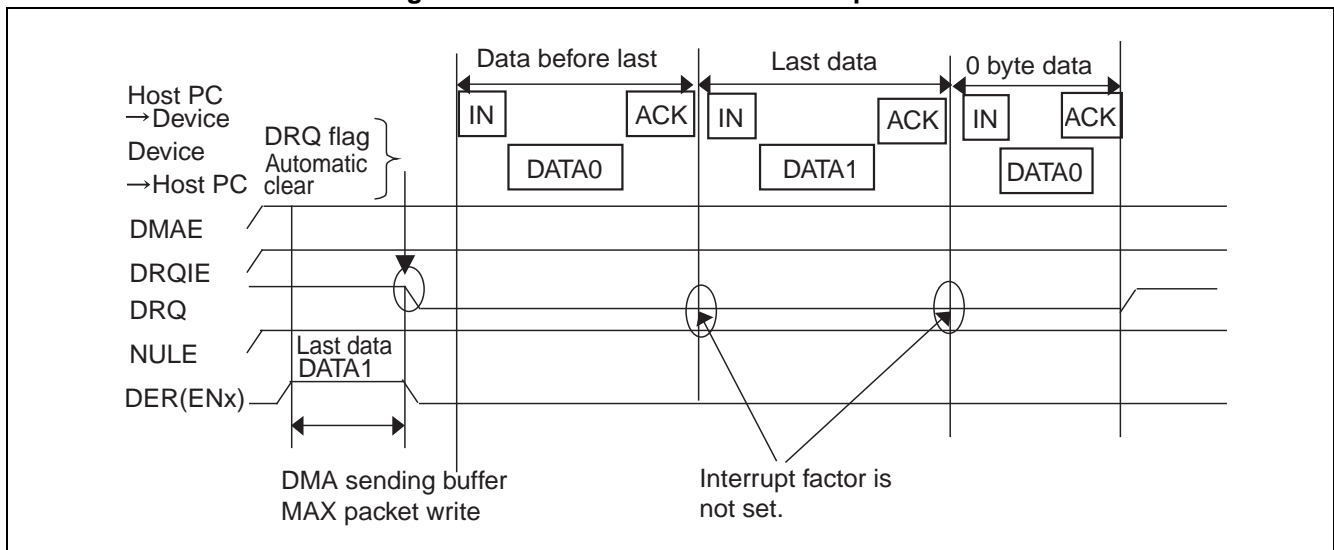 Data before last
Last data
0 byte data
Host PC
→Device
IN
ACK
IN
ACK
IN
ACK
Device
→Host PC
DRQ flag
Automatic
clear
DATA0
DATA1
DATA0
DMAE
DRQIE
DRQ
NULE
Last data
DATA1
DER(ENx)
DMA sending buffer
MAX packet write
Interrupt factor is
not set.